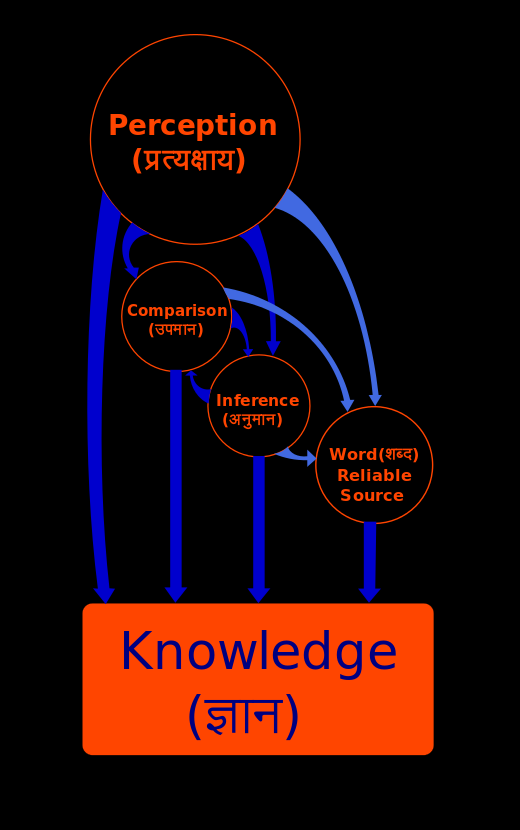 Perception
(प्रत्यक्षाय)
Comparison
(उपमान)
Inference
(अनुमान)
Word(शब्द)
Reliable
Source
Knowledge
(ज्ञान)